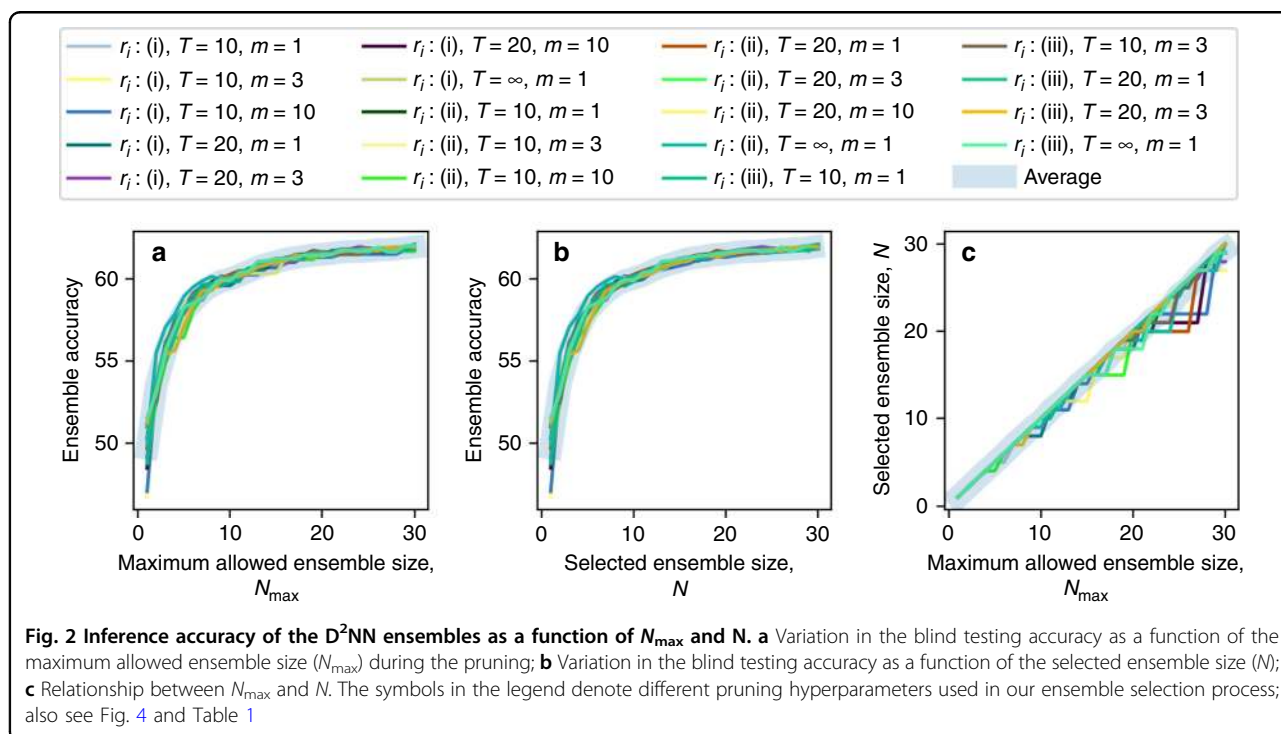 r_i : (i), T = 10, m = 1
r_i : (i), T = 10, m = 3
r_i : (i), T = 10, m = 10
r_i : (i), T = 20, m = 1
r_i : (i), T = 20, m = 3
r_i : (i), T = 20, m = 10
r_i : (i), T = ∞, m = 1
r_i : (ii), T = 10, m = 1
r_i : (ii), T = 10, m = 3
r_i : (ii), T = 10, m = 10
r_i : (ii), T = 20, m = 1
r_i : (ii), T = 20, m = 3
r_i : (ii), T = 20, m = 10
r_i : (ii), T = ∞, m = 1
r_i : (iii), T = 10, m = 1
r_i : (iii), T = 10, m = 3
r_i : (iii), T = 20, m = 1
r_i : (iii), T = 20, m = 3
r_i : (iii), T = ∞, m = 1
Average
a
Ensemble accuracy
60
55
50
0 10 20 30
Maximum allowed ensemble size,
N_max
b
Ensemble accuracy
60
55
50
0 10 20 30
Selected ensemble size,
N
c
Selected ensemble size, N
30
20
10
0
0 10 20 30
Maximum allowed ensemble size,
N_max
Fig. 2 Inference accuracy of the D²NN ensembles as a function of N_max and N. a Variation in the blind testing accuracy as a function of the
maximum allowed ensemble size (N_max) during the pruning; b Variation in the blind testing accuracy as a function of the selected ensemble size (N);
c Relationship between N_max and N. The symbols in the legend denote different pruning hyperparameters used in our ensemble selection process;
also see Fig. 4 and Table 1